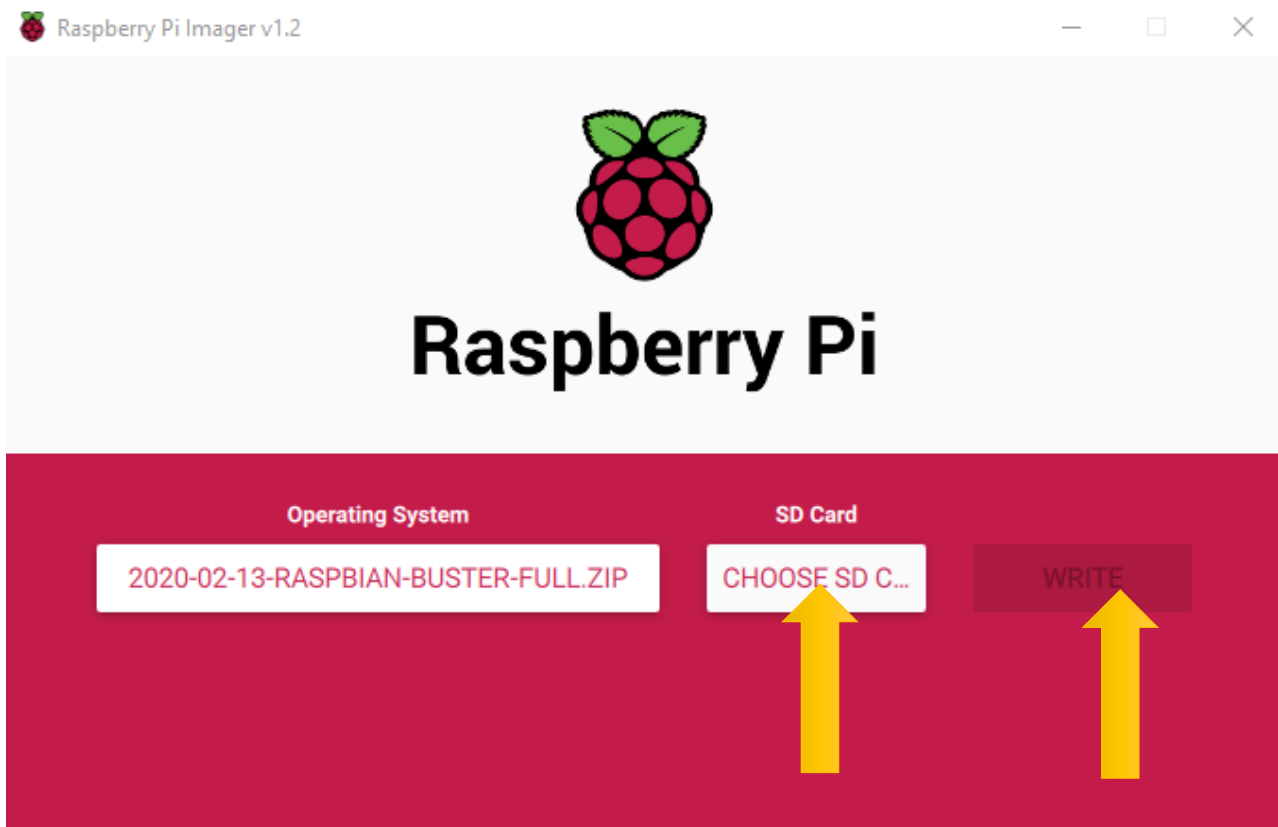 Raspberry Pi Imager v1.2
Raspberry Pi
Operating System
SD Card
2020-02-13-RASPBIAN-BUSTER-FULL.ZIP
CHOOSE SD C...
WRITE